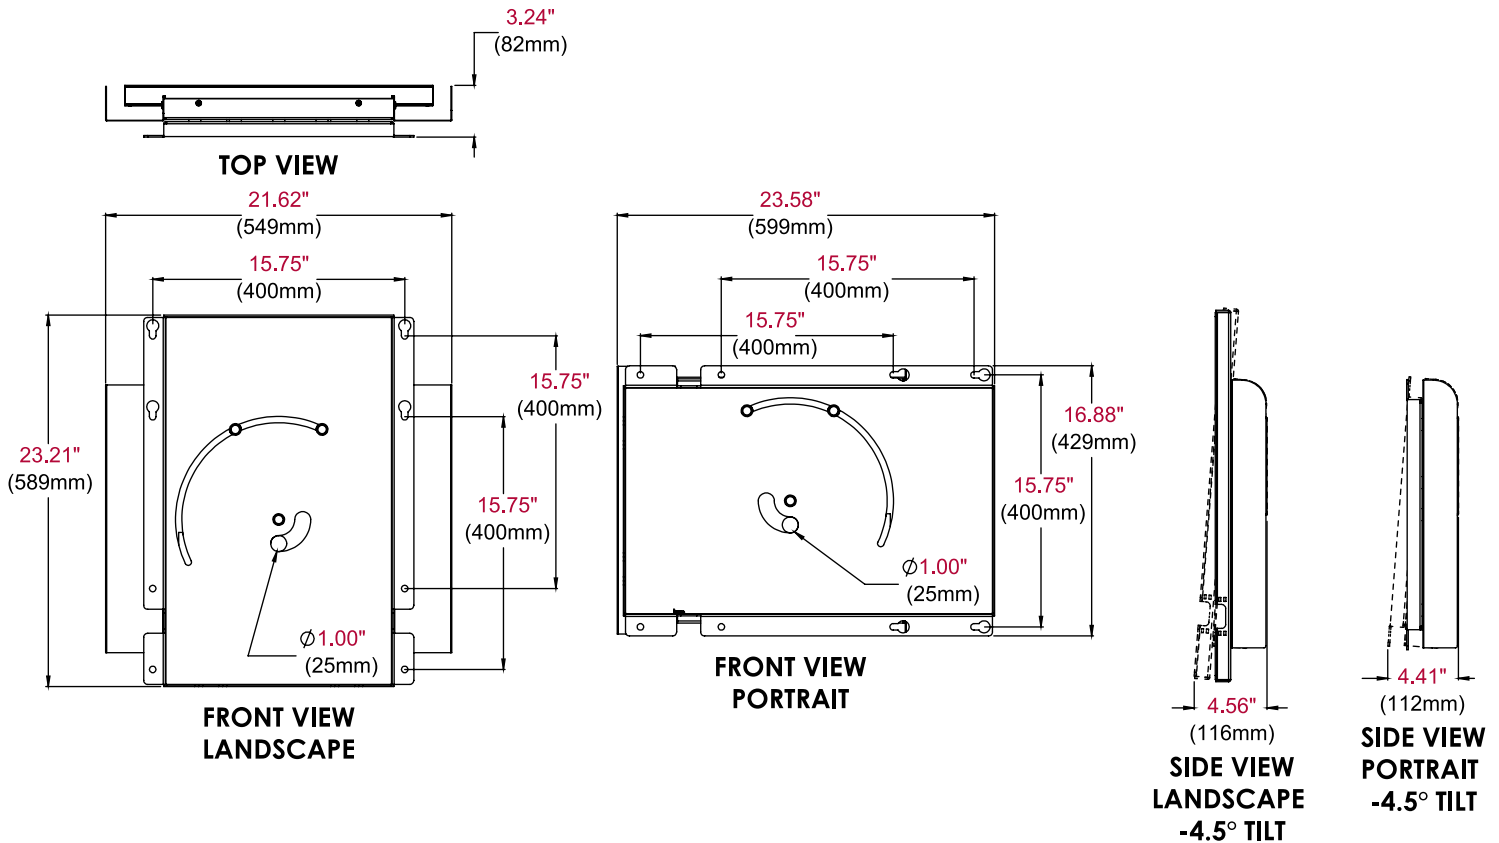 3.24"
(82mm)
TOP VIEW
21.62"
(549mm)
15.75"
(400mm)
15.75"
(400mm)
23.21"
(589mm)
15.75"
(400mm)
Ø1.00"
(25mm)
FRONT VIEW
LANDSCAPE
23.58"
(599mm)
15.75"
(400mm)
15.75"
(400mm)
16.88"
(429mm)
15.75"
(400mm)
Ø1.00"
(25mm)
FRONT VIEW
PORTRAIT
4.56"
(116mm)
SIDE VIEW
LANDSCAPE
-4.5° TILT
4.41"
(112mm)
SIDE VIEW
PORTRAIT
-4.5° TILT